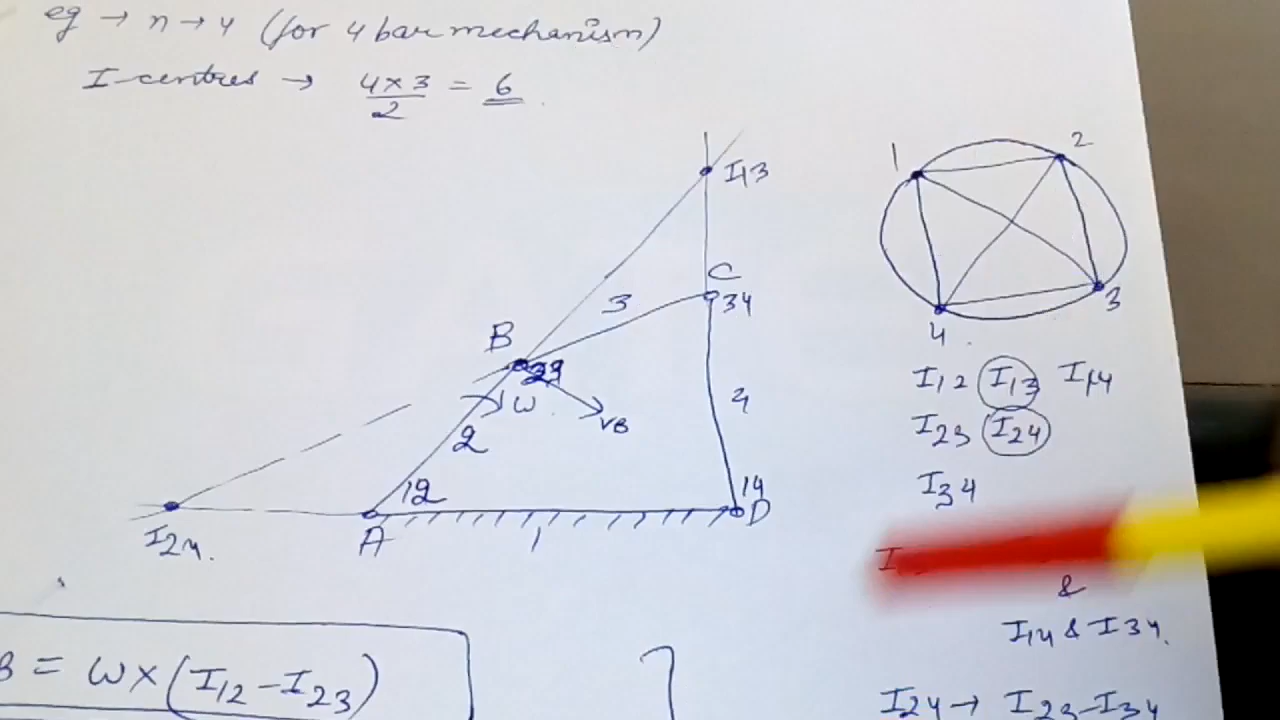 eg → n → 4 (for 4 bar mechanism)
I-centres → 4×3/2 = 6
I13
C
34
3
B
23
ω
VB
2
4
12
14
I24.
A
1
D
1
2
3
4
I12 I13 I14
I23 I24
I34
&
I14 & I34.
I24 → I23-I34
B = ω×(I12-I23)